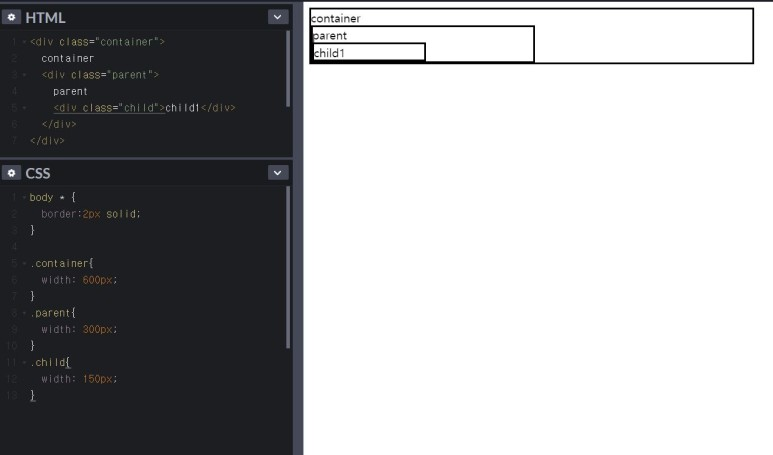 HTML
1 <div class="container">
2 container
3 <div class="parent">
4 parent
5 <div class="child">child1</div>
6 </div>
7 </div>
CSS
1 body * {
2 border:2px solid;
3 }
4
5 .container{
6 width: 600px;
7 }
8 .parent{
9 width: 300px;
10 }
11 .child{
12 width: 150px;
13 }
container
parent
child1